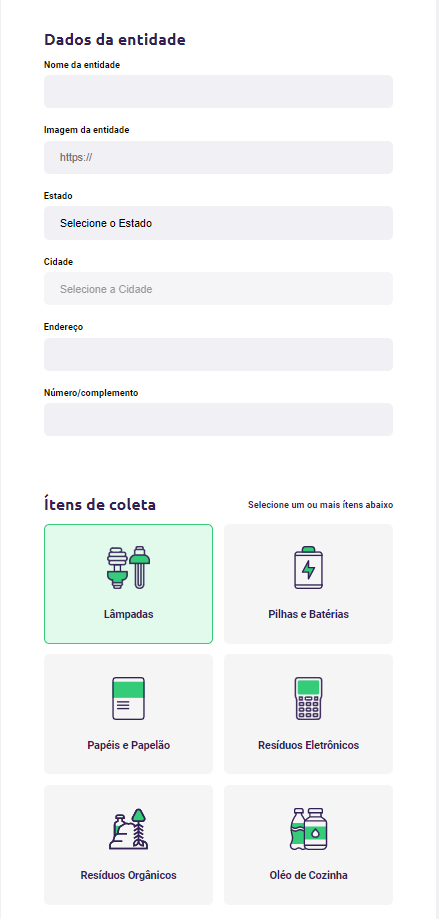 Dados da entidade
Nome da entidade
Imagem da entidade
https://
Estado
Selecione o Estado
Cidade
Selecione a Cidade
Endereço
Número/complemento
Ítens de coleta
Selecione um ou mais ítens abaixo
Lâmpadas
Pilhas e Batérias
Papéis e Papelão
Resíduos Eletrônicos
Resíduos Orgânicos
Oléo de Cozinha